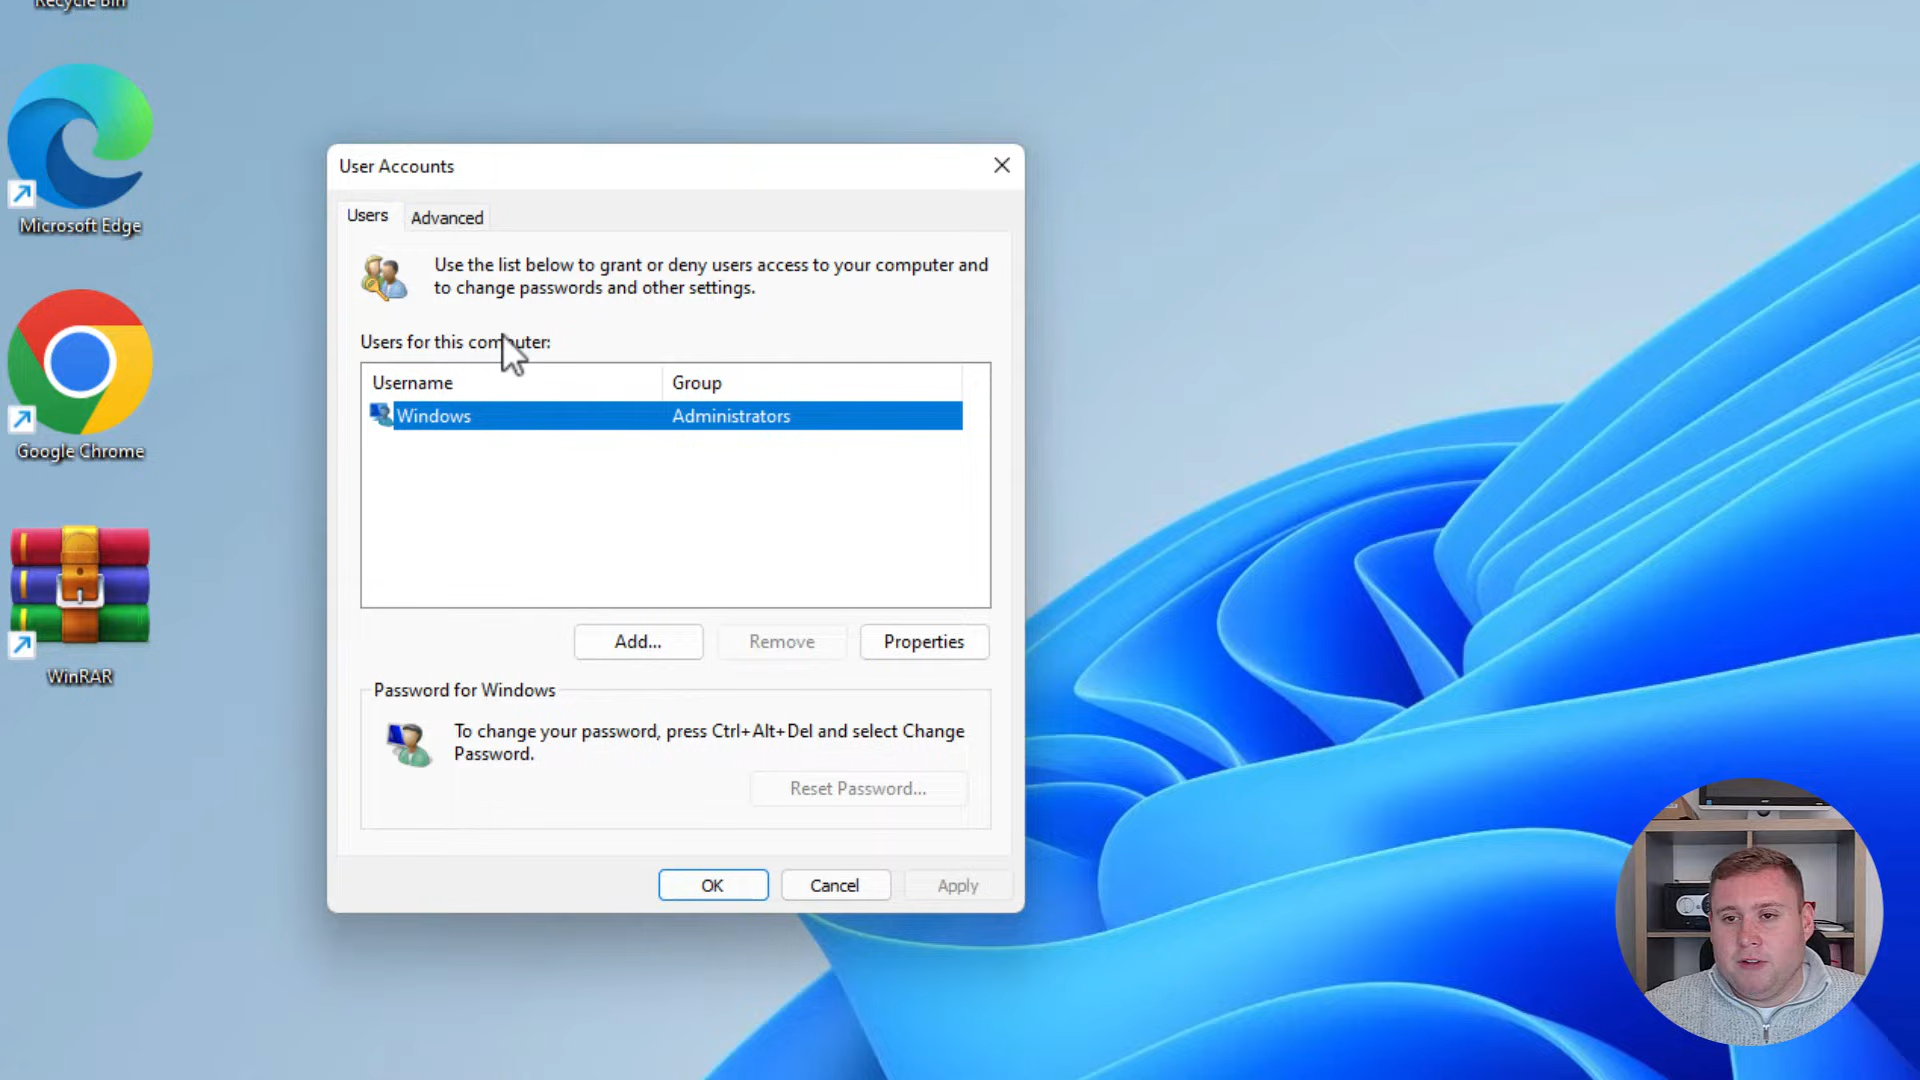 Recycle Bin
Microsoft Edge
Google Chrome
WinRAR
User Accounts
Users
Advanced
Use the list below to grant or deny users access to your computer and
to change passwords and other settings.
Users for this computer:
Username
Group
Windows
Administrators
Add...
Remove
Properties
Password for Windows
To change your password, press Ctrl+Alt+Del and select Change
Password.
Reset Password...
OK
Cancel
Apply